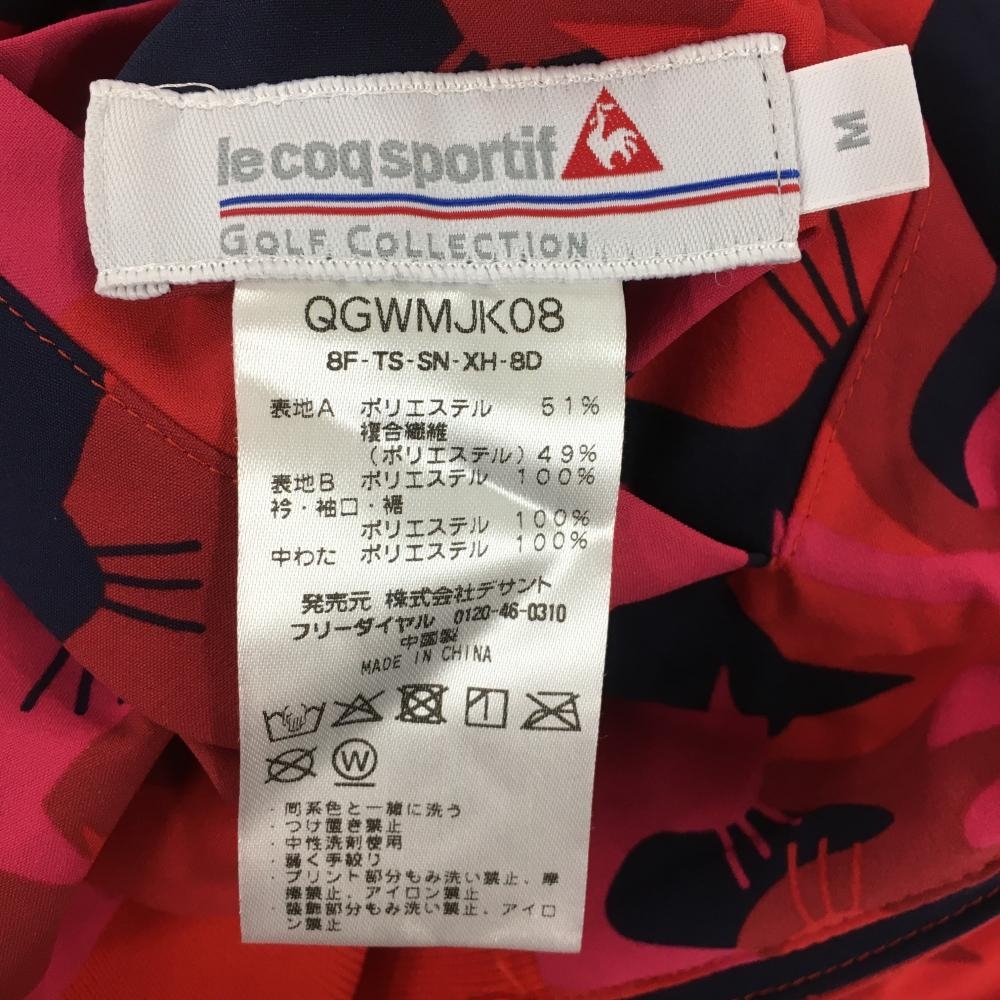 le coq sportif
GOLF COLLECTION
M
QGWMJK08
8F-TS-SN-XH-8D
表地A ポリエステル 51%
複合繊維
(ポリエステル) 49%
表地B ポリエステル 100%
衿・袖口・裾
ポリエステル 100%
中わた ポリエステル 100%
発売元 株式会社デサント
フリーダイヤル 0120-46-0310
中国製
MADE IN CHINA
W
・同系色と一緒に洗う
・つけ置き禁止
・中性洗剤使用
・弱く手絞り
・プリント部分もみ洗い禁止、摩
擦禁止、アイロン禁止
・装飾部分もみ洗い禁止、アイロ
ン禁止